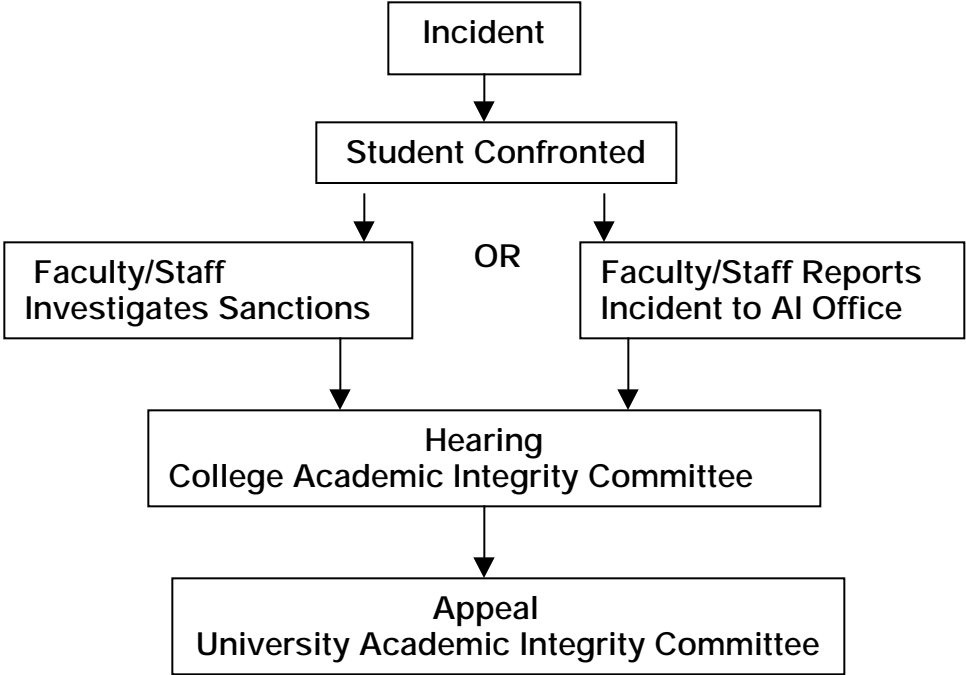 Incident
Student Confronted
Faculty/Staff
Investigates Sanctions
OR
Faculty/Staff Reports
Incident to AI Office
Hearing
College Academic Integrity Committee
Appeal
University Academic Integrity Committee